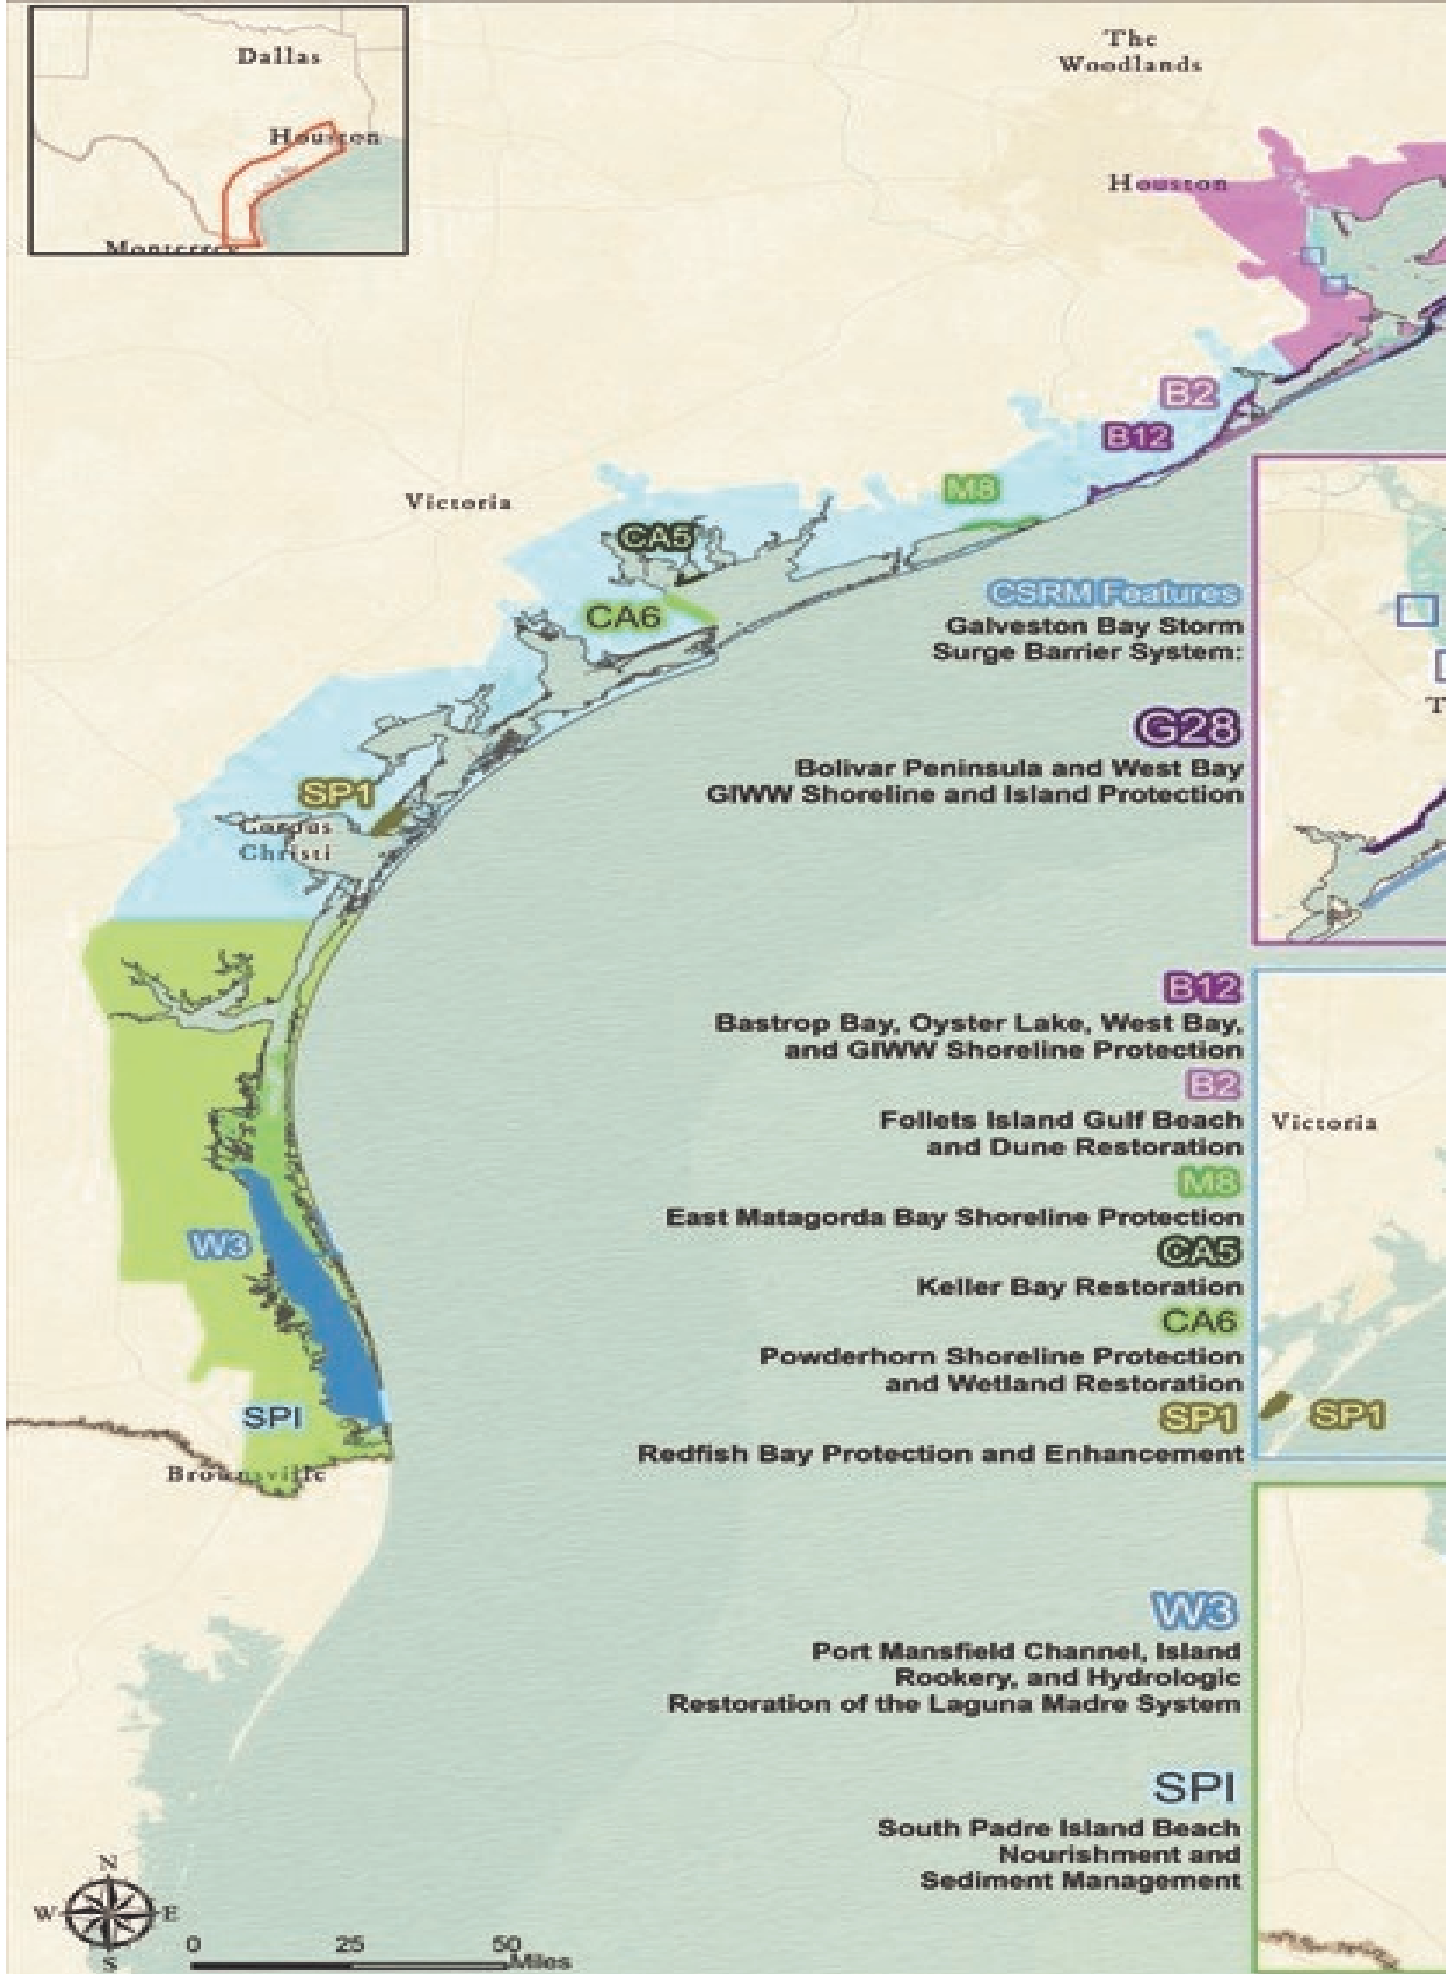 Dallas
Houston
Monterrey
The
Woodlands
Houston
B2
B12
M8
Victoria
CA5
CA6
SP1
Corpus
Christi
W3
SPI
Brownsville
CSRM Features
Galveston Bay Storm
Surge Barrier System:
G28
Bolivar Peninsula and West Bay
GIWW Shoreline and Island Protection
B12
Bastrop Bay, Oyster Lake, West Bay,
and GIWW Shoreline Protection
B2
Follets Island Gulf Beach
and Dune Restoration
M8
East Matagorda Bay Shoreline Protection
CA5
Keller Bay Restoration
CA6
Powderhorn Shoreline Protection
and Wetland Restoration
SP1
Redfish Bay Protection and Enhancement
W3
Port Mansfield Channel, Island
Rookery, and Hydrologic
Restoration of the Laguna Madre System
SPI
South Padre Island Beach
Nourishment and
Sediment Management
T
Victoria
SP1
N
W E
S
0 25 50
Miles